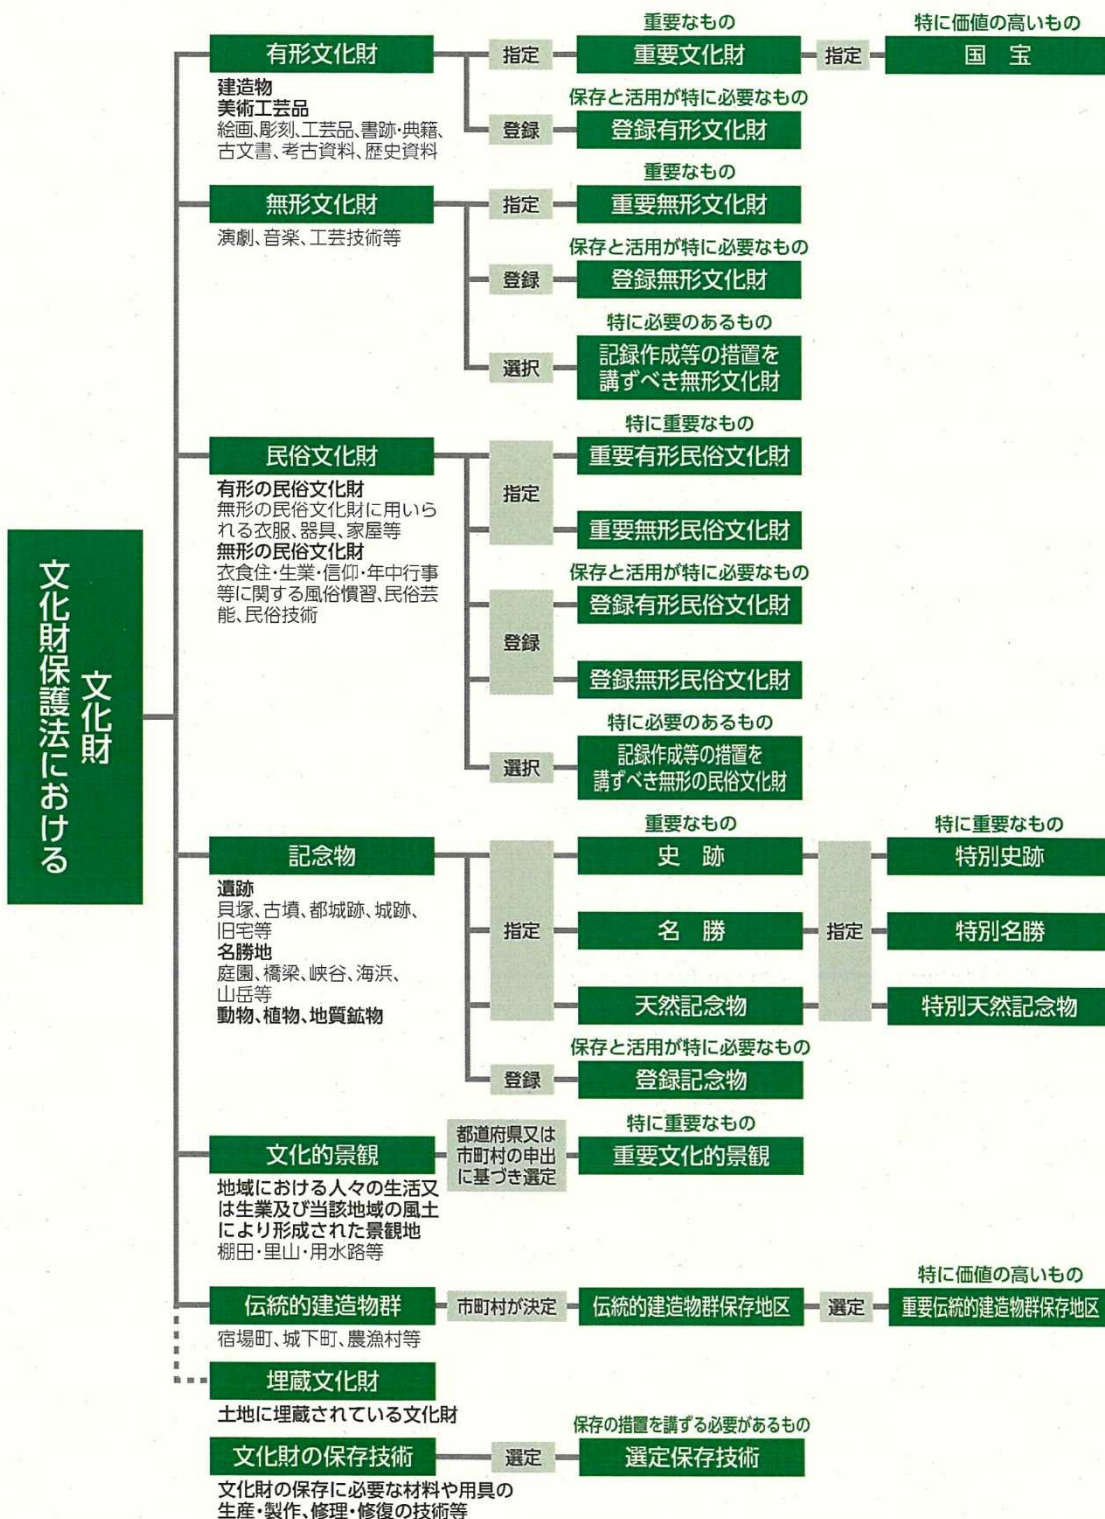 文化財保護法における
文化財
重要なもの
特に価値の高いもの
有形文化財
指定
重要文化財
指定
国　宝
建造物
美術工芸品
絵画、彫刻、工芸品、書跡・典籍、
古文書、考古資料、歴史資料
保存と活用が特に必要なもの
登録
登録有形文化財
重要なもの
無形文化財
指定
重要無形文化財
演劇、音楽、工芸技術等
保存と活用が特に必要なもの
登録
登録無形文化財
特に必要のあるもの
選択
記録作成等の措置を
講ずべき無形文化財
特に重要なもの
民俗文化財
指定
重要有形民俗文化財
有形の民俗文化財
無形の民俗文化財に用いら
れる衣服、器具、家屋等
無形の民俗文化財
衣食住・生業・信仰・年中行事
等に関する風俗慣習、民俗芸
能、民俗技術
重要無形民俗文化財
保存と活用が特に必要なもの
登録
登録有形民俗文化財
登録無形民俗文化財
特に必要のあるもの
選択
記録作成等の措置を
講ずべき無形の民俗文化財
重要なもの
特に重要なもの
記念物
指定
史　跡
指定
特別史跡
遺跡
貝塚、古墳、都城跡、城跡、
旧宅等
名勝地
庭園、橋梁、峡谷、海浜、
山岳等
動物、植物、地質鉱物
名　勝
特別名勝
天然記念物
特別天然記念物
保存と活用が特に必要なもの
登録
登録記念物
特に重要なもの
文化的景観
都道府県又は
市町村の申出
に基づき選定
重要文化的景観
地域における人々の生活又
は生業及び当該地域の風土
により形成された景観地
棚田・里山・用水路等
特に価値の高いもの
伝統的建造物群
市町村が決定
伝統的建造物群保存地区
選定
重要伝統的建造物群保存地区
宿場町、城下町、農漁村等
埋蔵文化財
土地に埋蔵されている文化財
保存の措置を講ずる必要があるもの
文化財の保存技術
選定
選定保存技術
文化財の保存に必要な材料や用具の
生産・製作、修理・修復の技術等